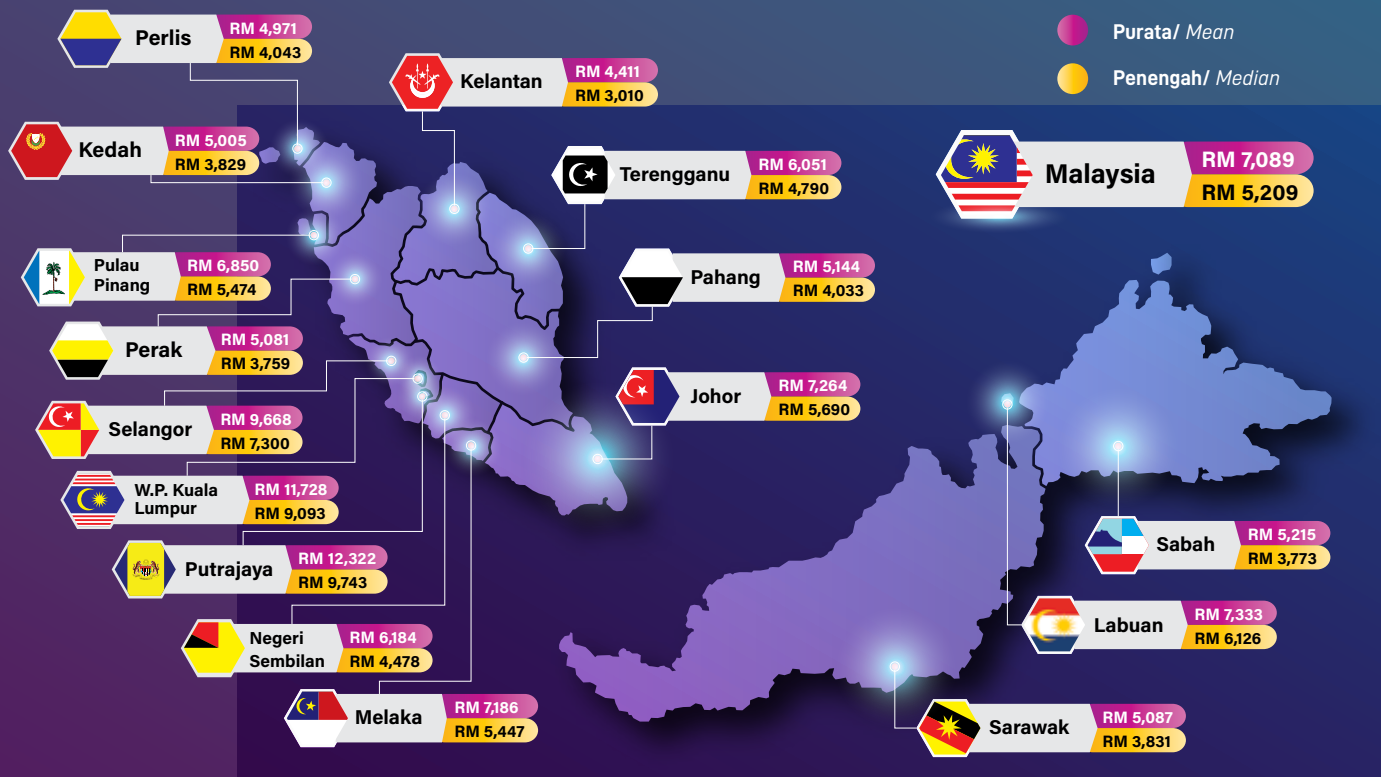 Perlis
RM 4,971
RM 4,043
Kelantan
RM 4,411
RM 3,010
Purata/ Mean
Penengah/ Median
Kedah
RM 5,005
RM 3,829
Terengganu
RM 6,051
RM 4,790
Malaysia
RM 7,089
RM 5,209
Pulau
Pinang
RM 6,850
RM 5,474
Pahang
RM 5,144
RM 4,033
Perak
RM 5,081
RM 3,759
Johor
RM 7,264
RM 5,690
Selangor
RM 9,668
RM 7,300
W.P. Kuala
Lumpur
RM 11,728
RM 9,093
Putrajaya
RM 12,322
RM 9,743
Sabah
RM 5,215
RM 3,773
Negeri
Sembilan
RM 6,184
RM 4,478
Labuan
RM 7,333
RM 6,126
Melaka
RM 7,186
RM 5,447
Sarawak
RM 5,087
RM 3,831